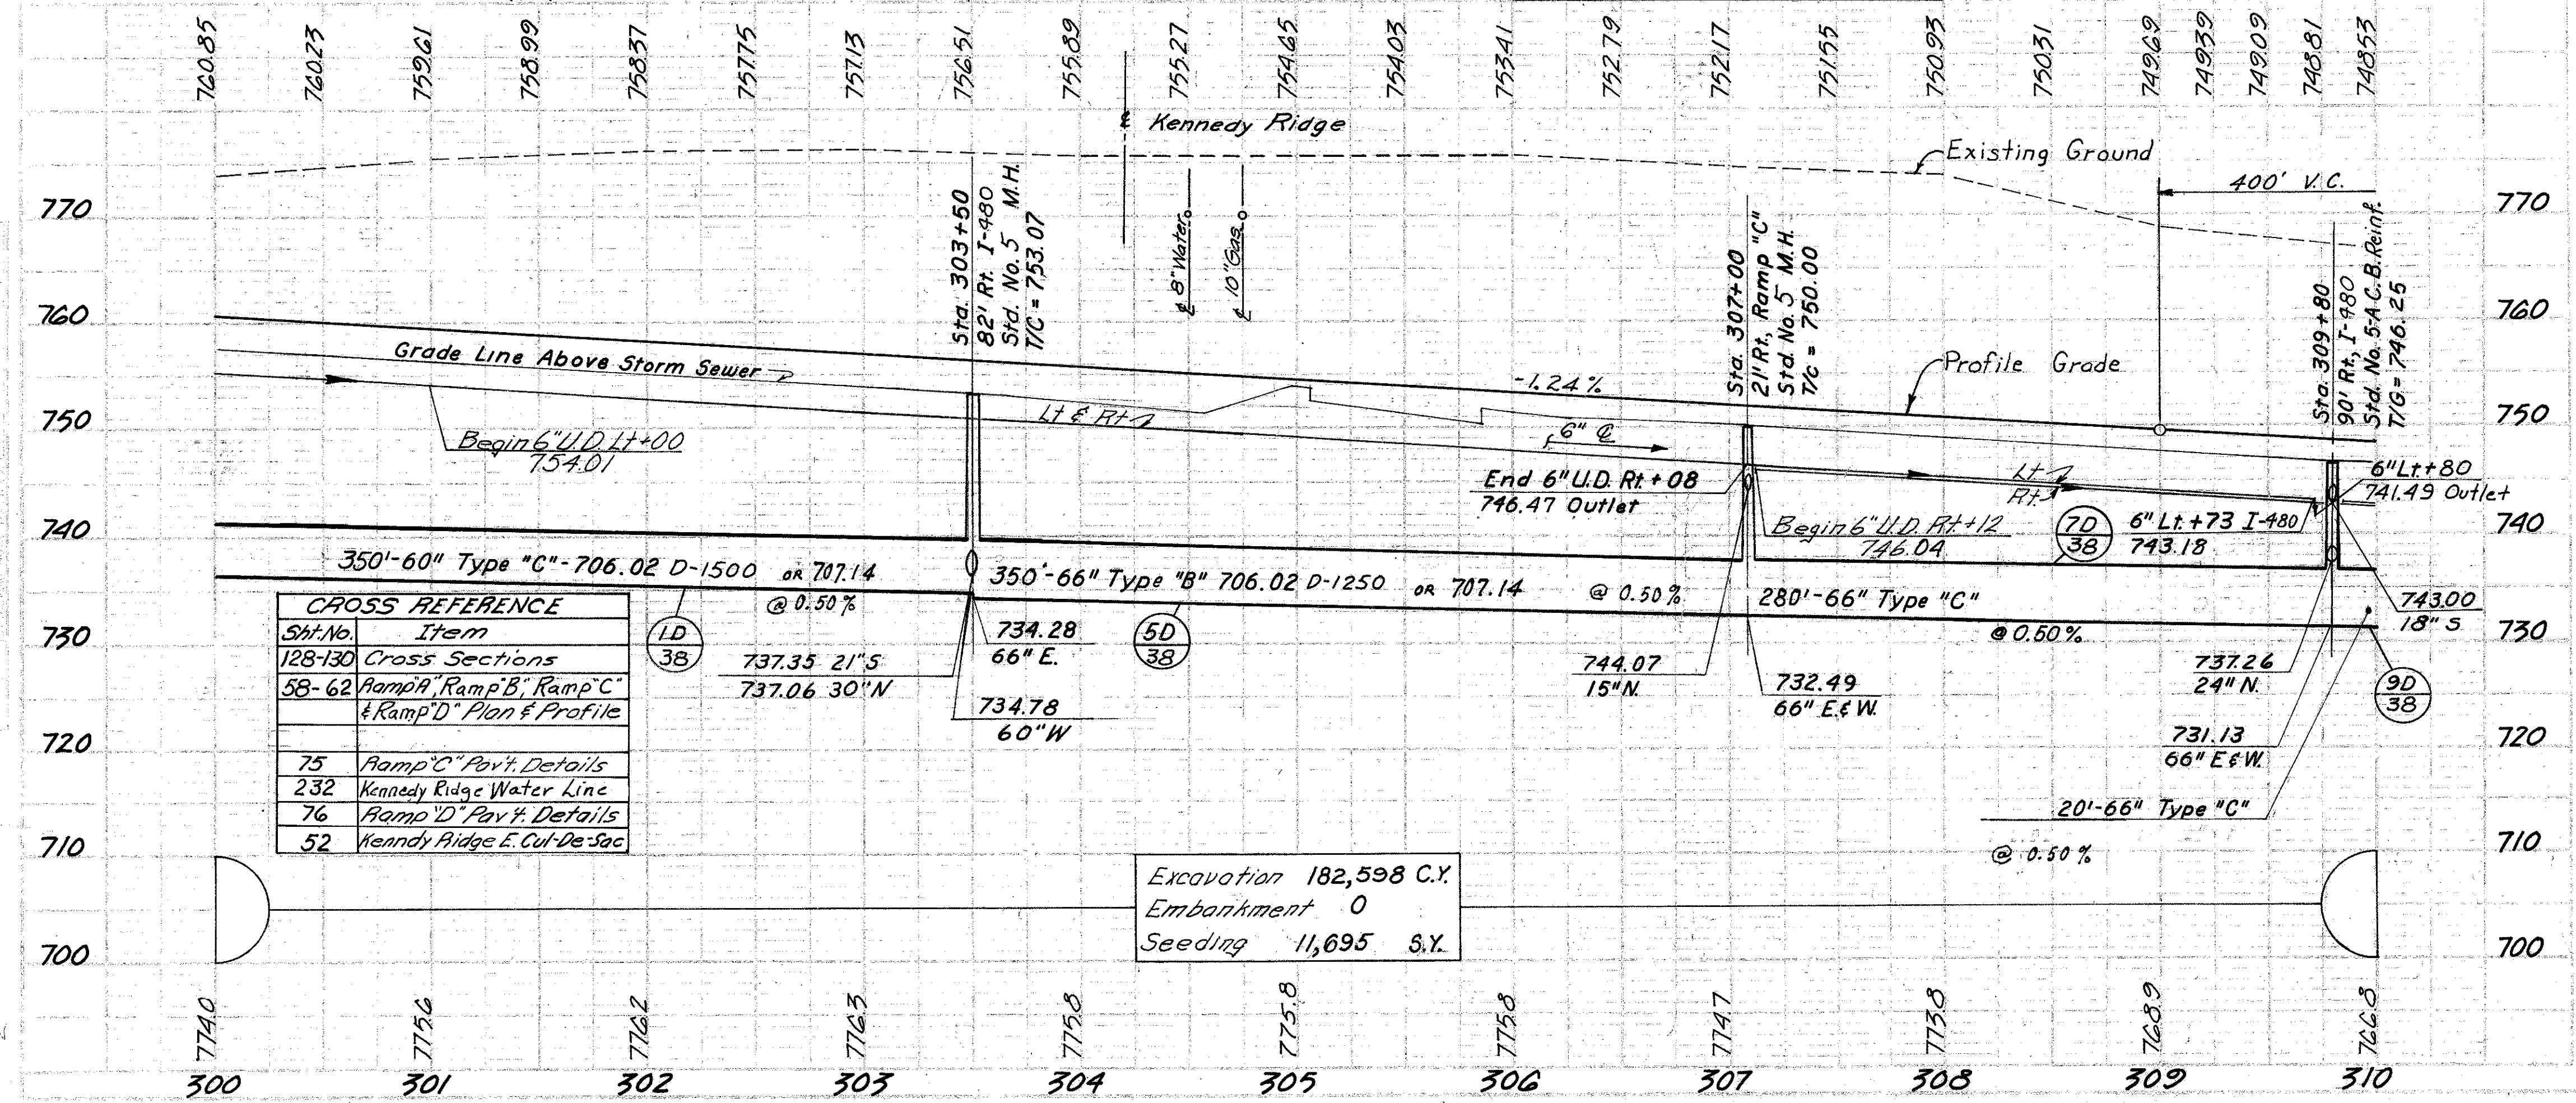 760.85 760.23 759.61 758.99 758.37 757.75 757.13 756.51 755.89 755.27 754.65 754.03 753.41 752.79 752.17 751.55 750.93 750.31 749.69 749.39 749.09 748.81 748.53
℄ Kennedy Ridge
Existing Ground
400' V.C.
770
770
Sta. 303+50
82' Rt. I-480
Std. No. 5 M.H.
T/C = 753.07
℄ 8" Water
℄ 10" Gas
Sta. 307+00
21' Rt., Ramp "C"
Std. No. 5 M.H.
T/c = 750.00
Sta. 309+80
90' Rt., I-480
Std. No. 5-A C.B. Reinf.
T/G = 746.25
760
760
Grade Line Above Storm Sewer
-1.24%
Profile Grade
750
750
Lt & Rt
6" ℄
Begin 6" U.D. Lt+00
754.01
End 6" U.D. Rt. + 08
746.47 Outlet
Lt
Rt
6" Lt + 80
741.49 Outlet
Begin 6" U.D. Rt+12
746.04
7D
38
6" Lt. +73 I-480
743.18
740
740
350'-60" Type "C"-706.02 D-1500 OR 707.14
@ 0.50%
350'-66" Type "B" 706.02 D-1250 OR 707.14 @ 0.50%
280'-66" Type "C"
@ 0.50%
743.00
18" S
730
730
CROSS REFERENCE
Sht. No. Item
128-130 Cross Sections
58-62 Ramp "A", Ramp "B", Ramp "C"
& Ramp "D" Plan & Profile
75 Ramp "C" Pav't. Details
232 Kennedy Ridge Water Line
76 Ramp "D" Pav't. Details
52 Kenndy Ridge E. Cul-De-Sac
1D
38
737.35 21" S
737.06 30" N
734.28
66" E.
734.78
60" W
5D
38
744.07
15" N.
732.49
66" E. & W.
737.26
24" N.
9D
38
731.13
66" E & W.
20'-66" Type "C"
@ 0.50%
720
720
710
710
Excavation 182,598 C.Y.
Embankment 0
Seeding 11,695 S.Y.
700
700
774.0 775.6 776.2 776.3 775.8 775.8 775.8 774.7 773.8 768.9 766.8
300 301 302 303 304 305 306 307 308 309 310